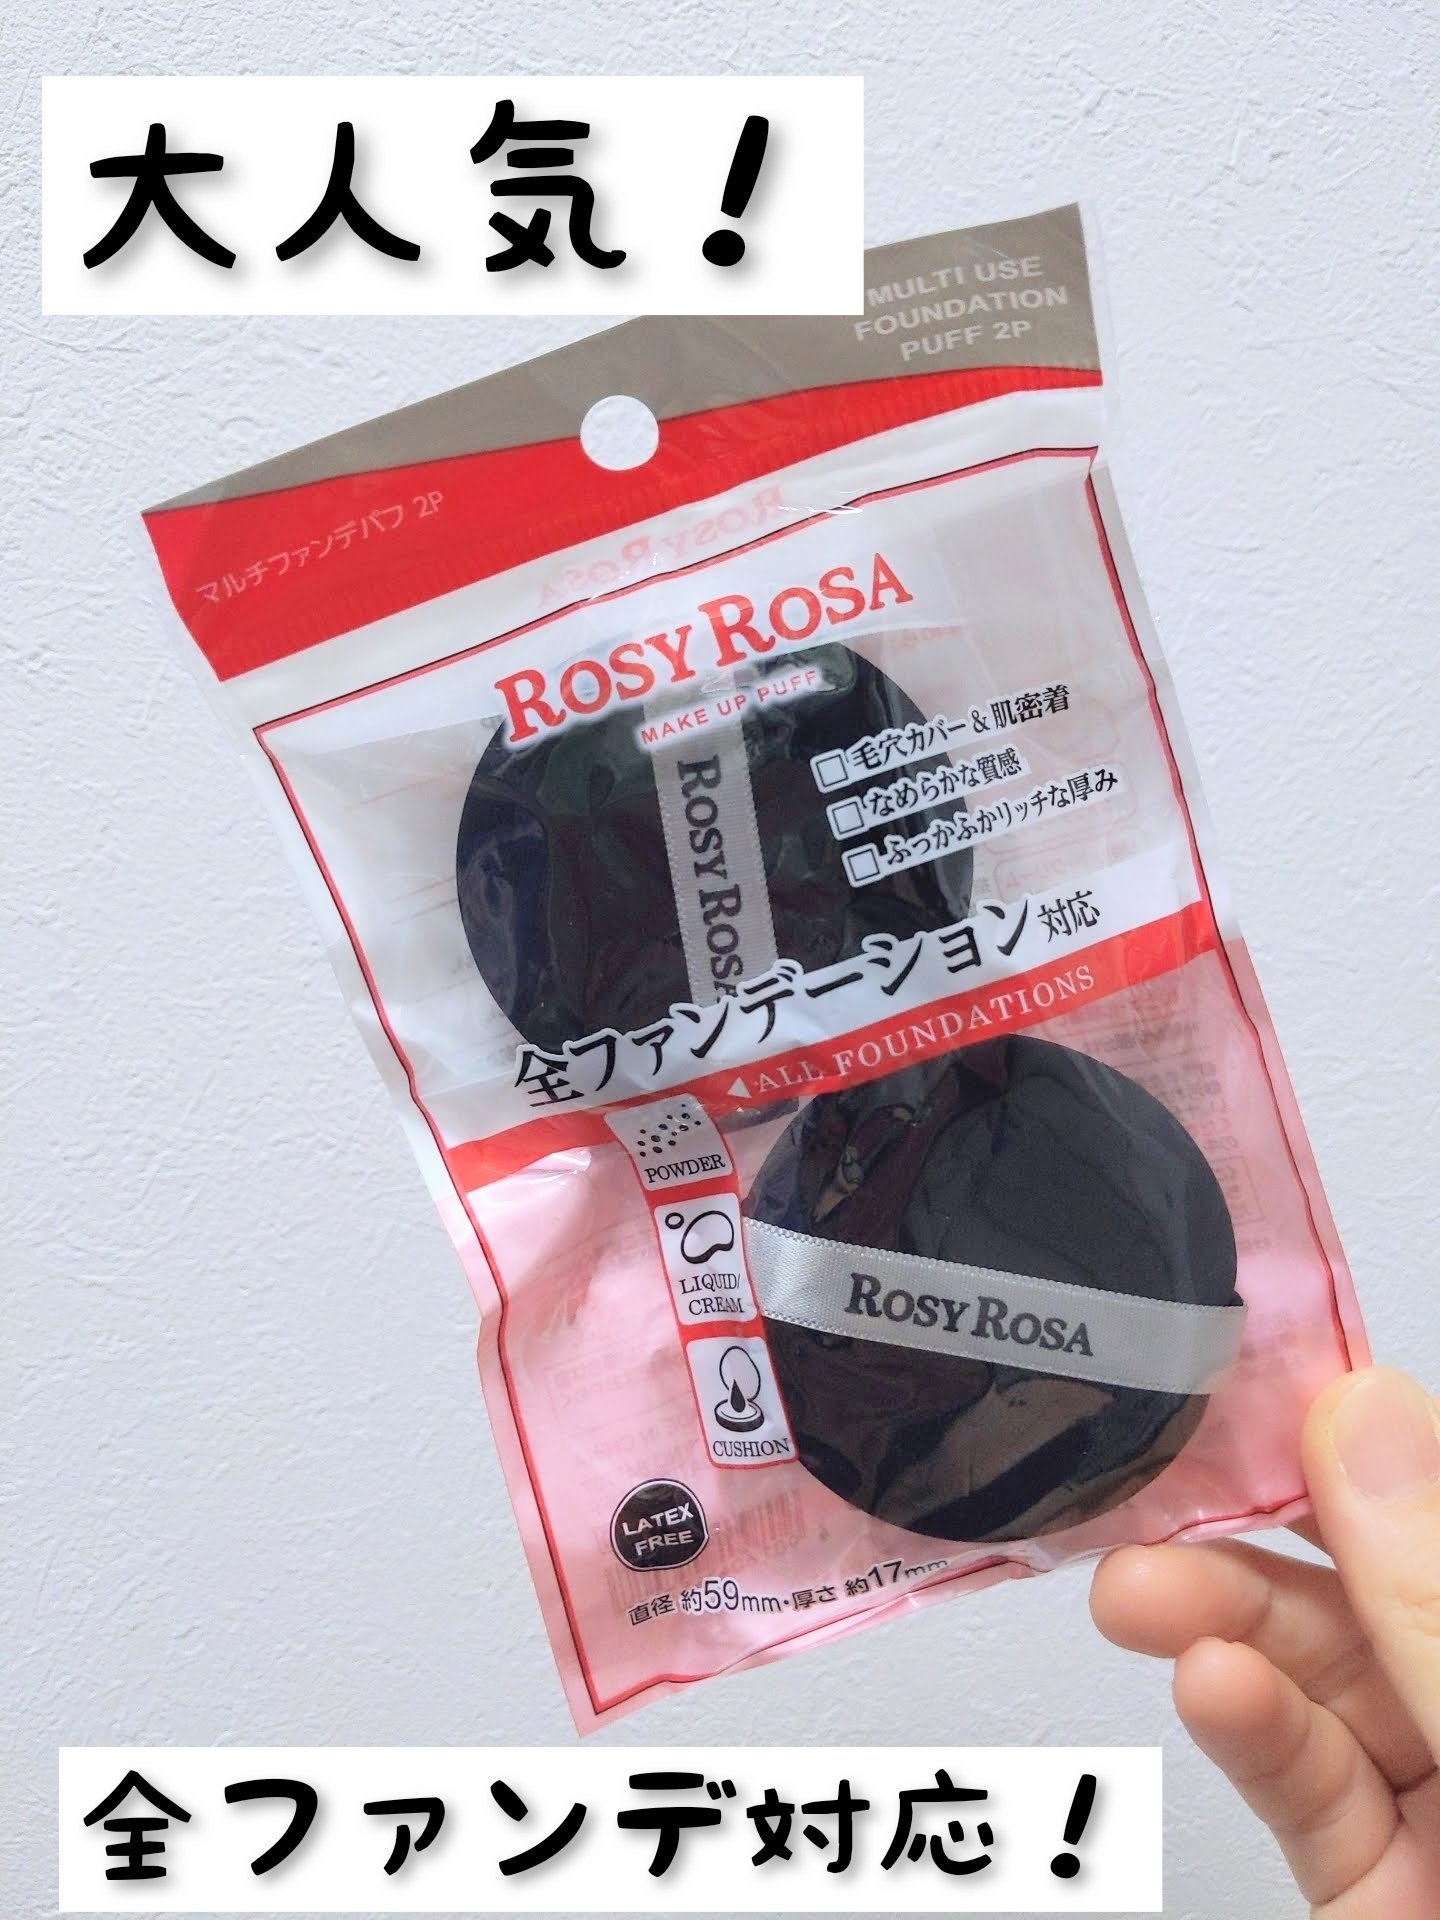 大人気！
MULTI USE
FOUNDATION
PUFF 2P
マルチファンデパフ 2P
ROSY ROSA
MAKE UP PUFF
ROSY ROSA
□毛穴カバー＆肌密着
□なめらかな質感
□ふっかふかリッチな厚み
全ファンデーション対応
◀ALL FOUNDATIONS
POWDER
LIQUID/
CREAM
CUSHION
ROSY ROSA
LATEX
FREE
直径 約59mm・厚さ 約17mm
全ファンデ対応！